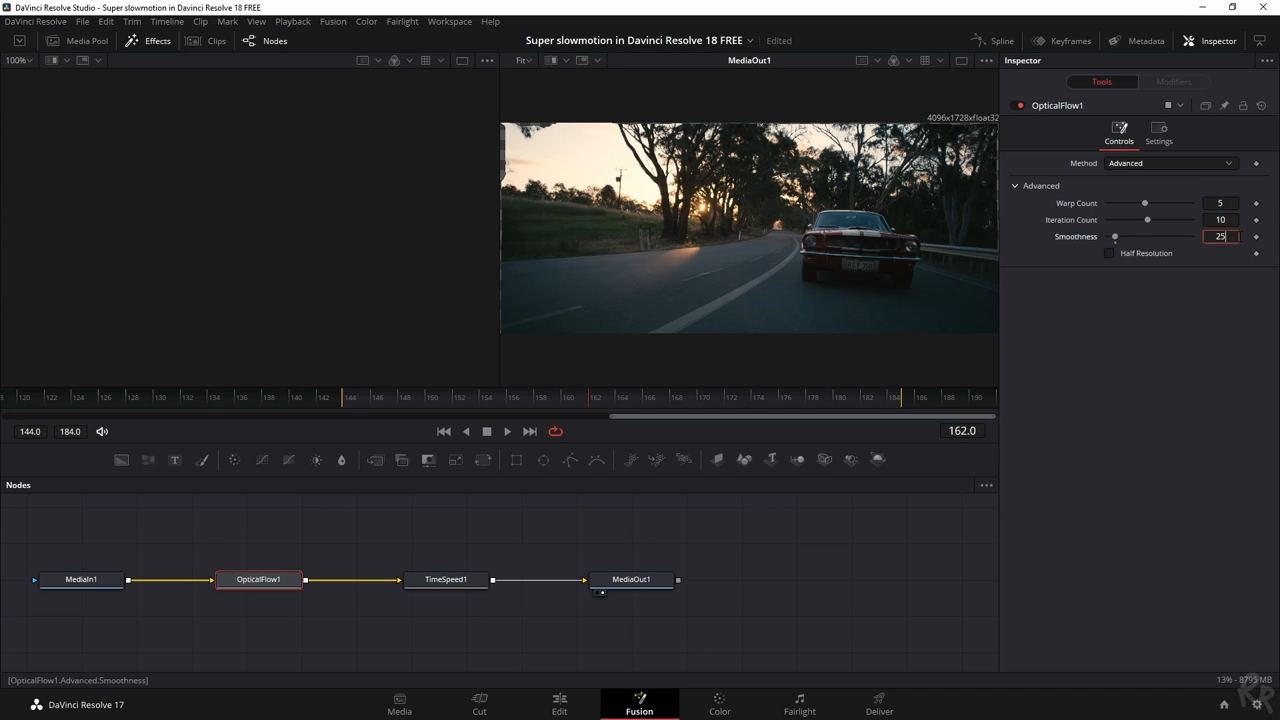 DaVinci Resolve Studio - Super slowmotion in Davinci Resolve 18 FREE
DaVinci Resolve File Edit Trim Timeline Clip Mark View Playback Fusion Color Fairlight Workspace Help
Media Pool Effects Clips Nodes Super slowmotion in Davinci Resolve 18 FREE Edited Spline Keyframes Metadata Inspector
100% Fit MediaOut1 Inspector
Tools Modifiers
OpticalFlow1
4096x1728xfloat32
Controls Settings
Method Advanced
Advanced
Warp Count 5
Iteration Count 10
Smoothness 25
Half Resolution
120 122 124 126 128 130 132 134 136 138 140 142 144 146 148 150 152 154 156 158 160 162 164 166 168 170 172 174 176 178 180 182 184 186 188 190
144.0 184.0 162.0
T T
Nodes
MediaIn1 OpticalFlow1 TimeSpeed1 MediaOut1
[OpticalFlow1.Advanced.Smoothness] 13% - 8795 MB
DaVinci Resolve 17 Media Cut Edit Fusion Color Fairlight Deliver